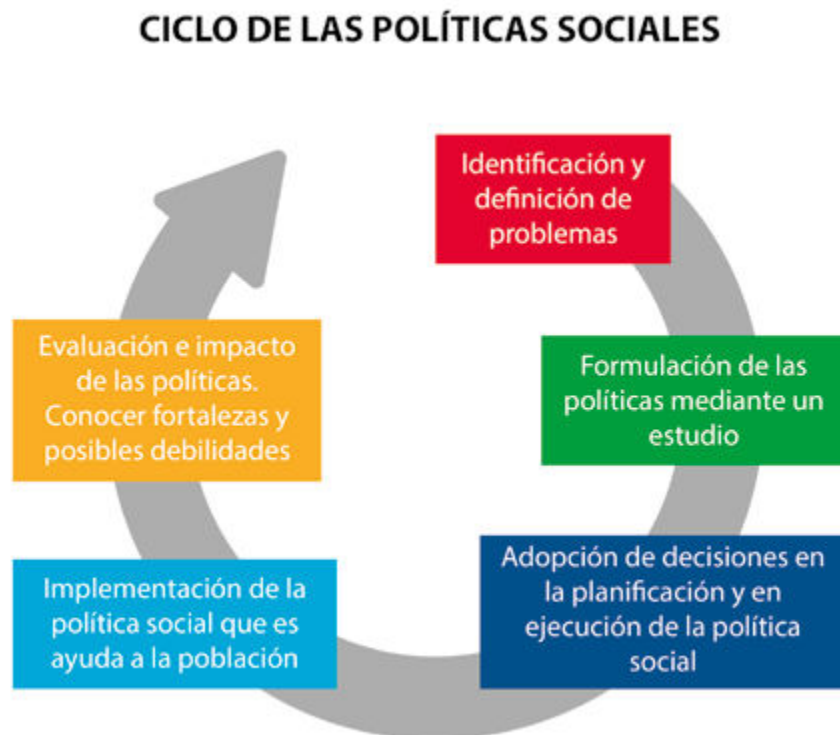 CICLO DE LAS POLÍTICAS SOCIALES
Identificación y
definición de
problemas
Formulación de las
políticas mediante un
estudio
Adopción de decisiones en
la planificación y en
ejecución de la política
social
Implementación de la
política social que es
ayuda a la población
Evaluación e impacto
de las políticas.
Conocer fortalezas y
posibles debilidades